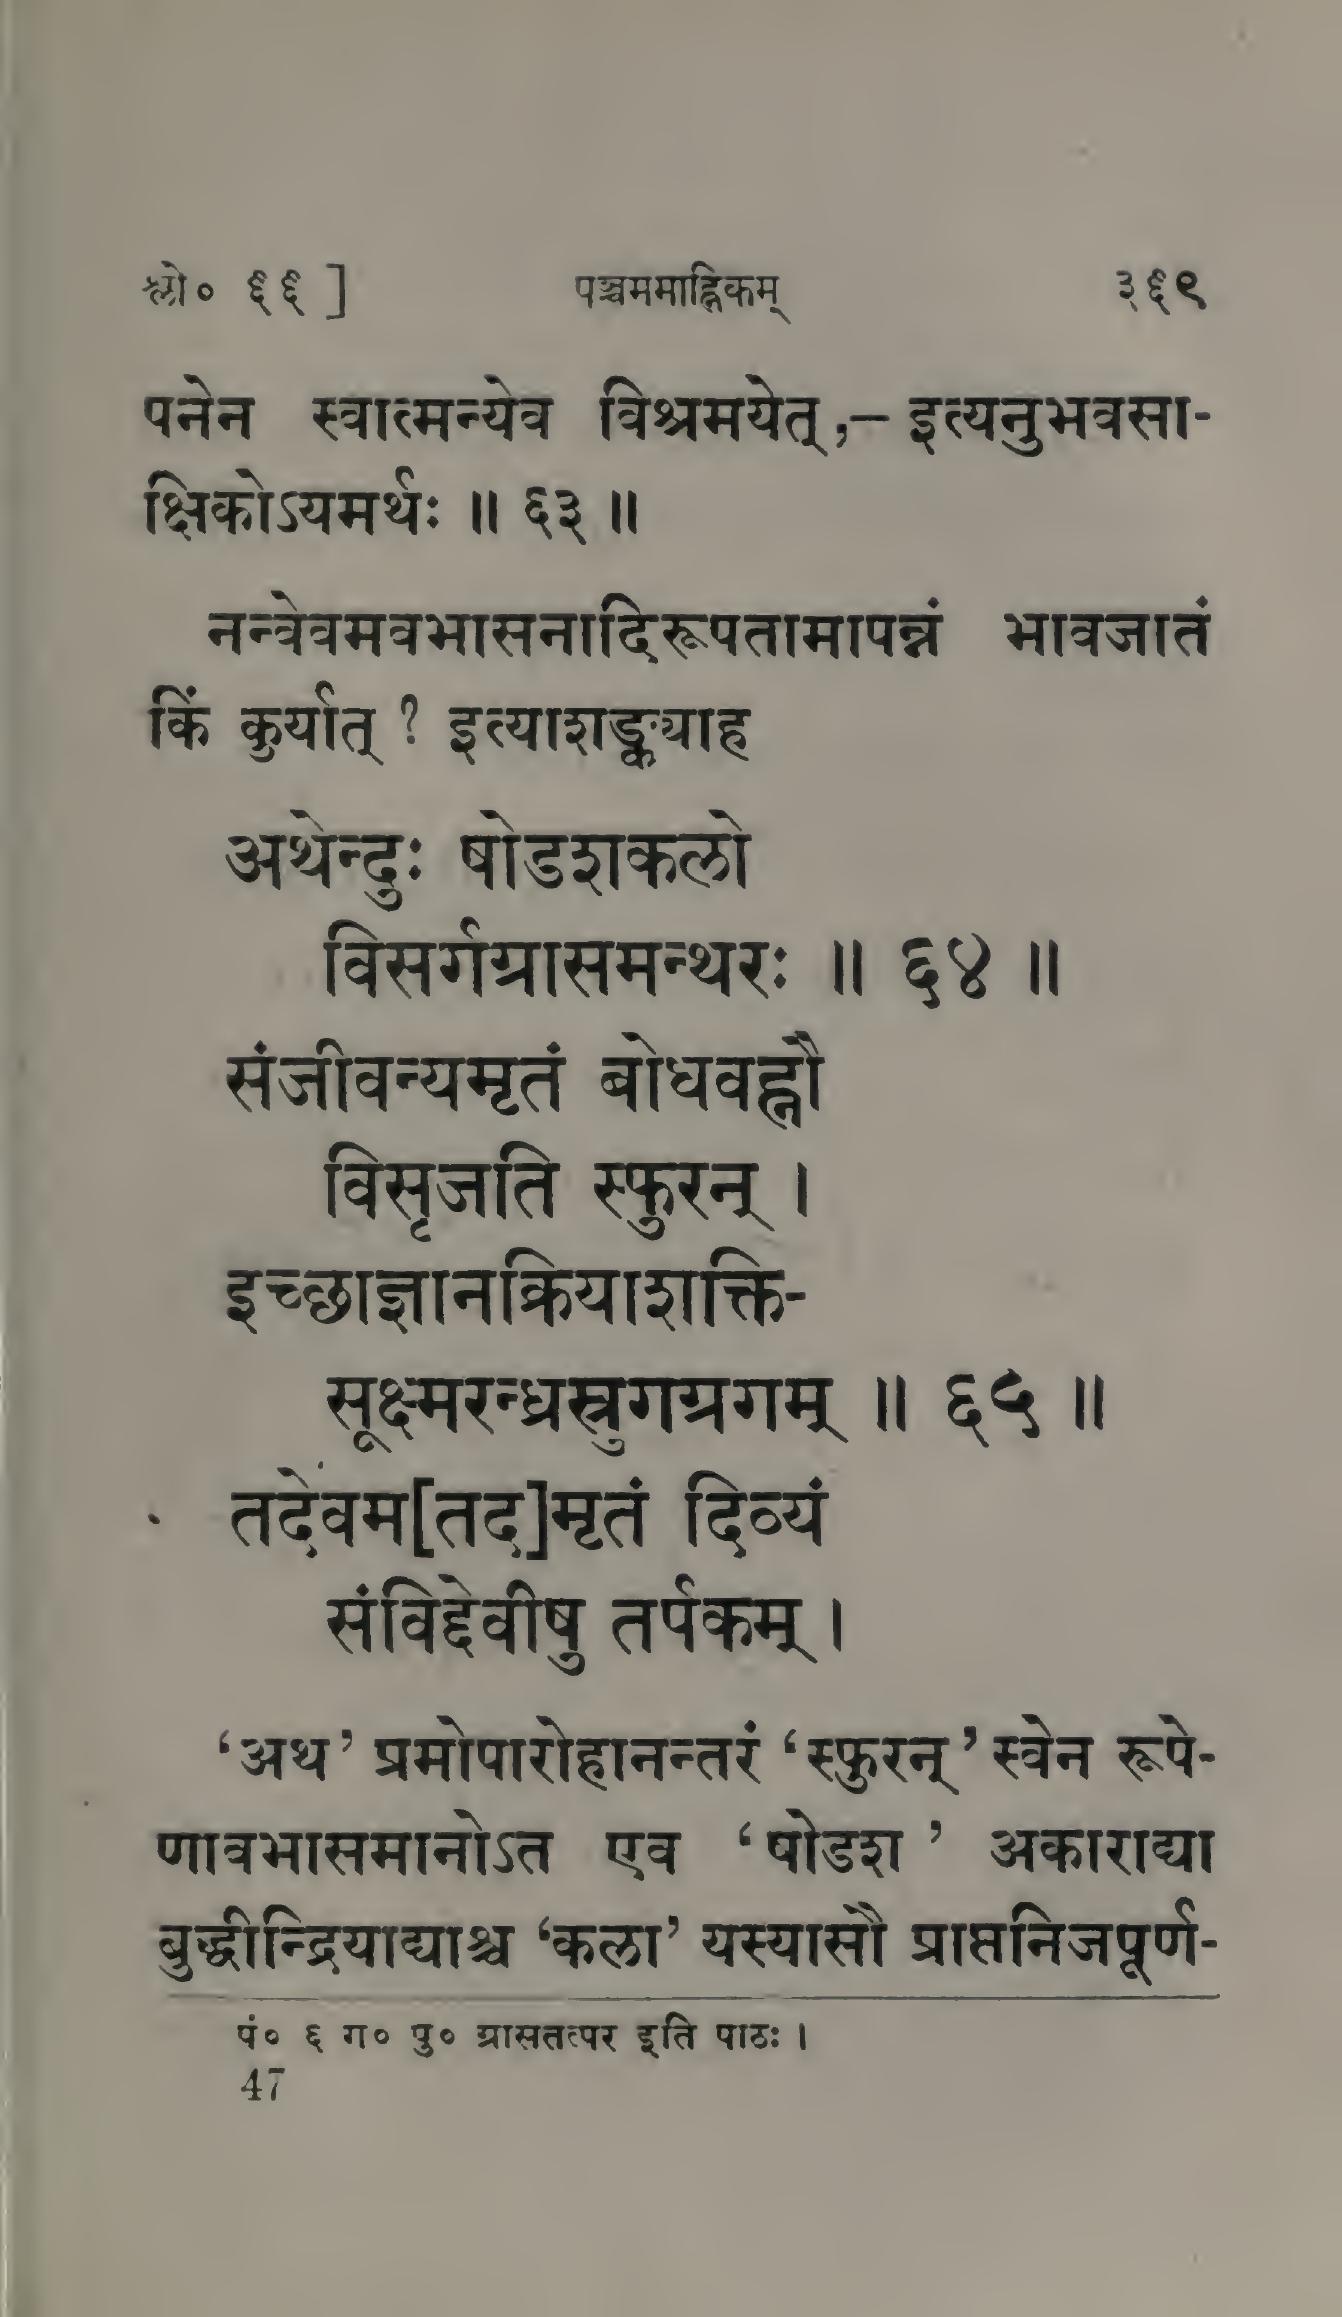 श्लो० ६६ ] पञ्चममाह्निकम् ३६९
पनेन स्वात्मन्येव विश्रमयेत्,– इत्यनुभवसा-
क्षिकोऽयमर्थः ॥ ६३ ॥
नन्वेवमवभासनादिरूपतामापन्नं भावजातं
किं कुर्यात् ? इत्याशङ्क्याह
अथेन्दुः षोडशकलो
विसर्गग्रासमन्थरः ॥ ६४ ॥
संजीवन्यमृतं बोधवह्नौ
विसृजति स्फुरन् ।
इच्छाज्ञानक्रियाशक्ति-
सूक्ष्मरन्ध्रस्रुगग्रगम् ॥ ६५ ॥
तदेवम[तद]मृतं दिव्यं
संविद्देवीषु तर्पकम् ।
‘अथ’ प्रमोपारोहानन्तरं ‘स्फुरन्’ स्वेन रूपे-
णावभासमानोऽत एव ‘षोडश’ अकाराद्या
बुद्धीन्द्रियाद्याश्च ‘कला’ यस्यासौ प्राप्तनिजपूर्ण-
पं० ६ ग० पु० ग्रासतत्पर इति पाठः ।
47